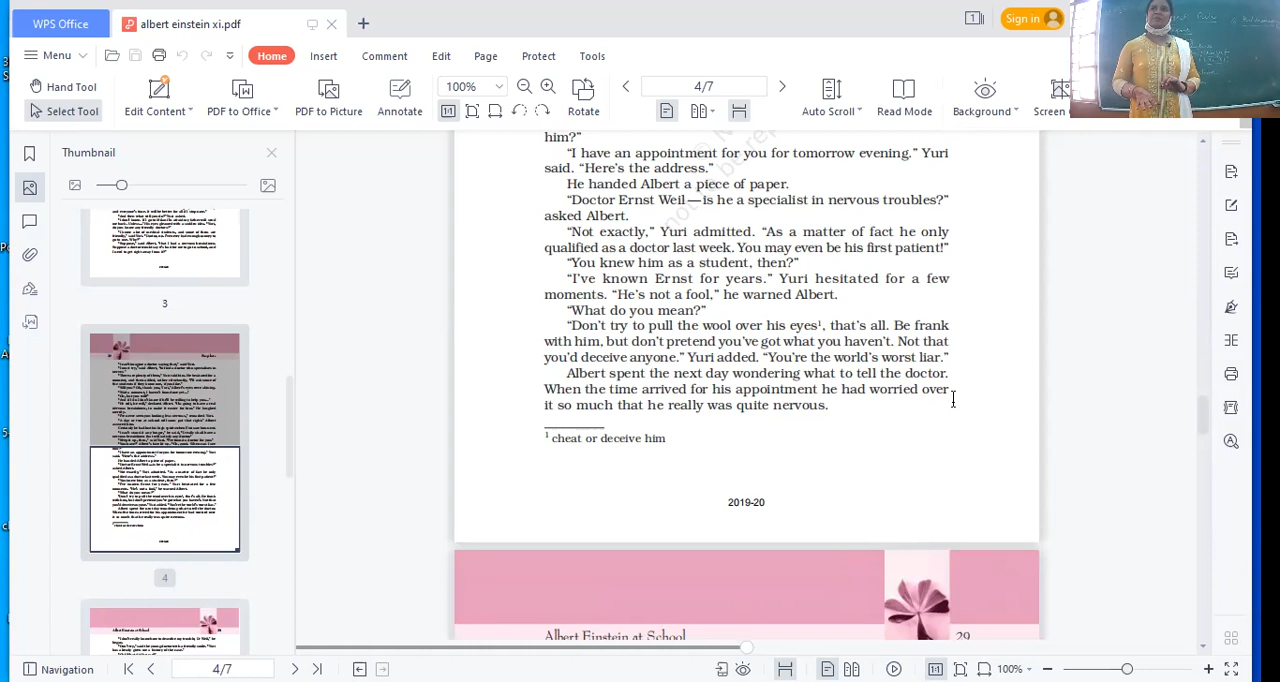 WPS Office
albert einstein xi.pdf
Sign in
Menu
Home
Insert
Comment
Edit
Page
Protect
Tools
Hand Tool
Select Tool
Edit Content
PDF to Office
PDF to Picture
Annotate
100%
Rotate
4/7
Auto Scroll
Read Mode
Background
Screen
Thumbnail
3
4
him?”
“I have an appointment for you for tomorrow evening.” Yuri
said. “Here’s the address.”
He handed Albert a piece of paper.
“Doctor Ernst Weil—is he a specialist in nervous troubles?”
asked Albert.
“Not exactly,” Yuri admitted. “As a matter of fact he only
qualified as a doctor last week. You may even be his first patient!”
“You knew him as a student, then?”
“I’ve known Ernst for years.” Yuri hesitated for a few
moments. “He’s not a fool,” he warned Albert.
“What do you mean?”
“Don’t try to pull the wool over his eyes¹, that’s all. Be frank
with him, but don’t pretend you’ve got what you haven’t. Not that
you’d deceive anyone.” Yuri added. “You’re the world’s worst liar.”
Albert spent the next day wondering what to tell the doctor.
When the time arrived for his appointment he had worried over
it so much that he really was quite nervous.
¹ cheat or deceive him
2019-20
Albert Einstein at School
29
Navigation
4/7
100%